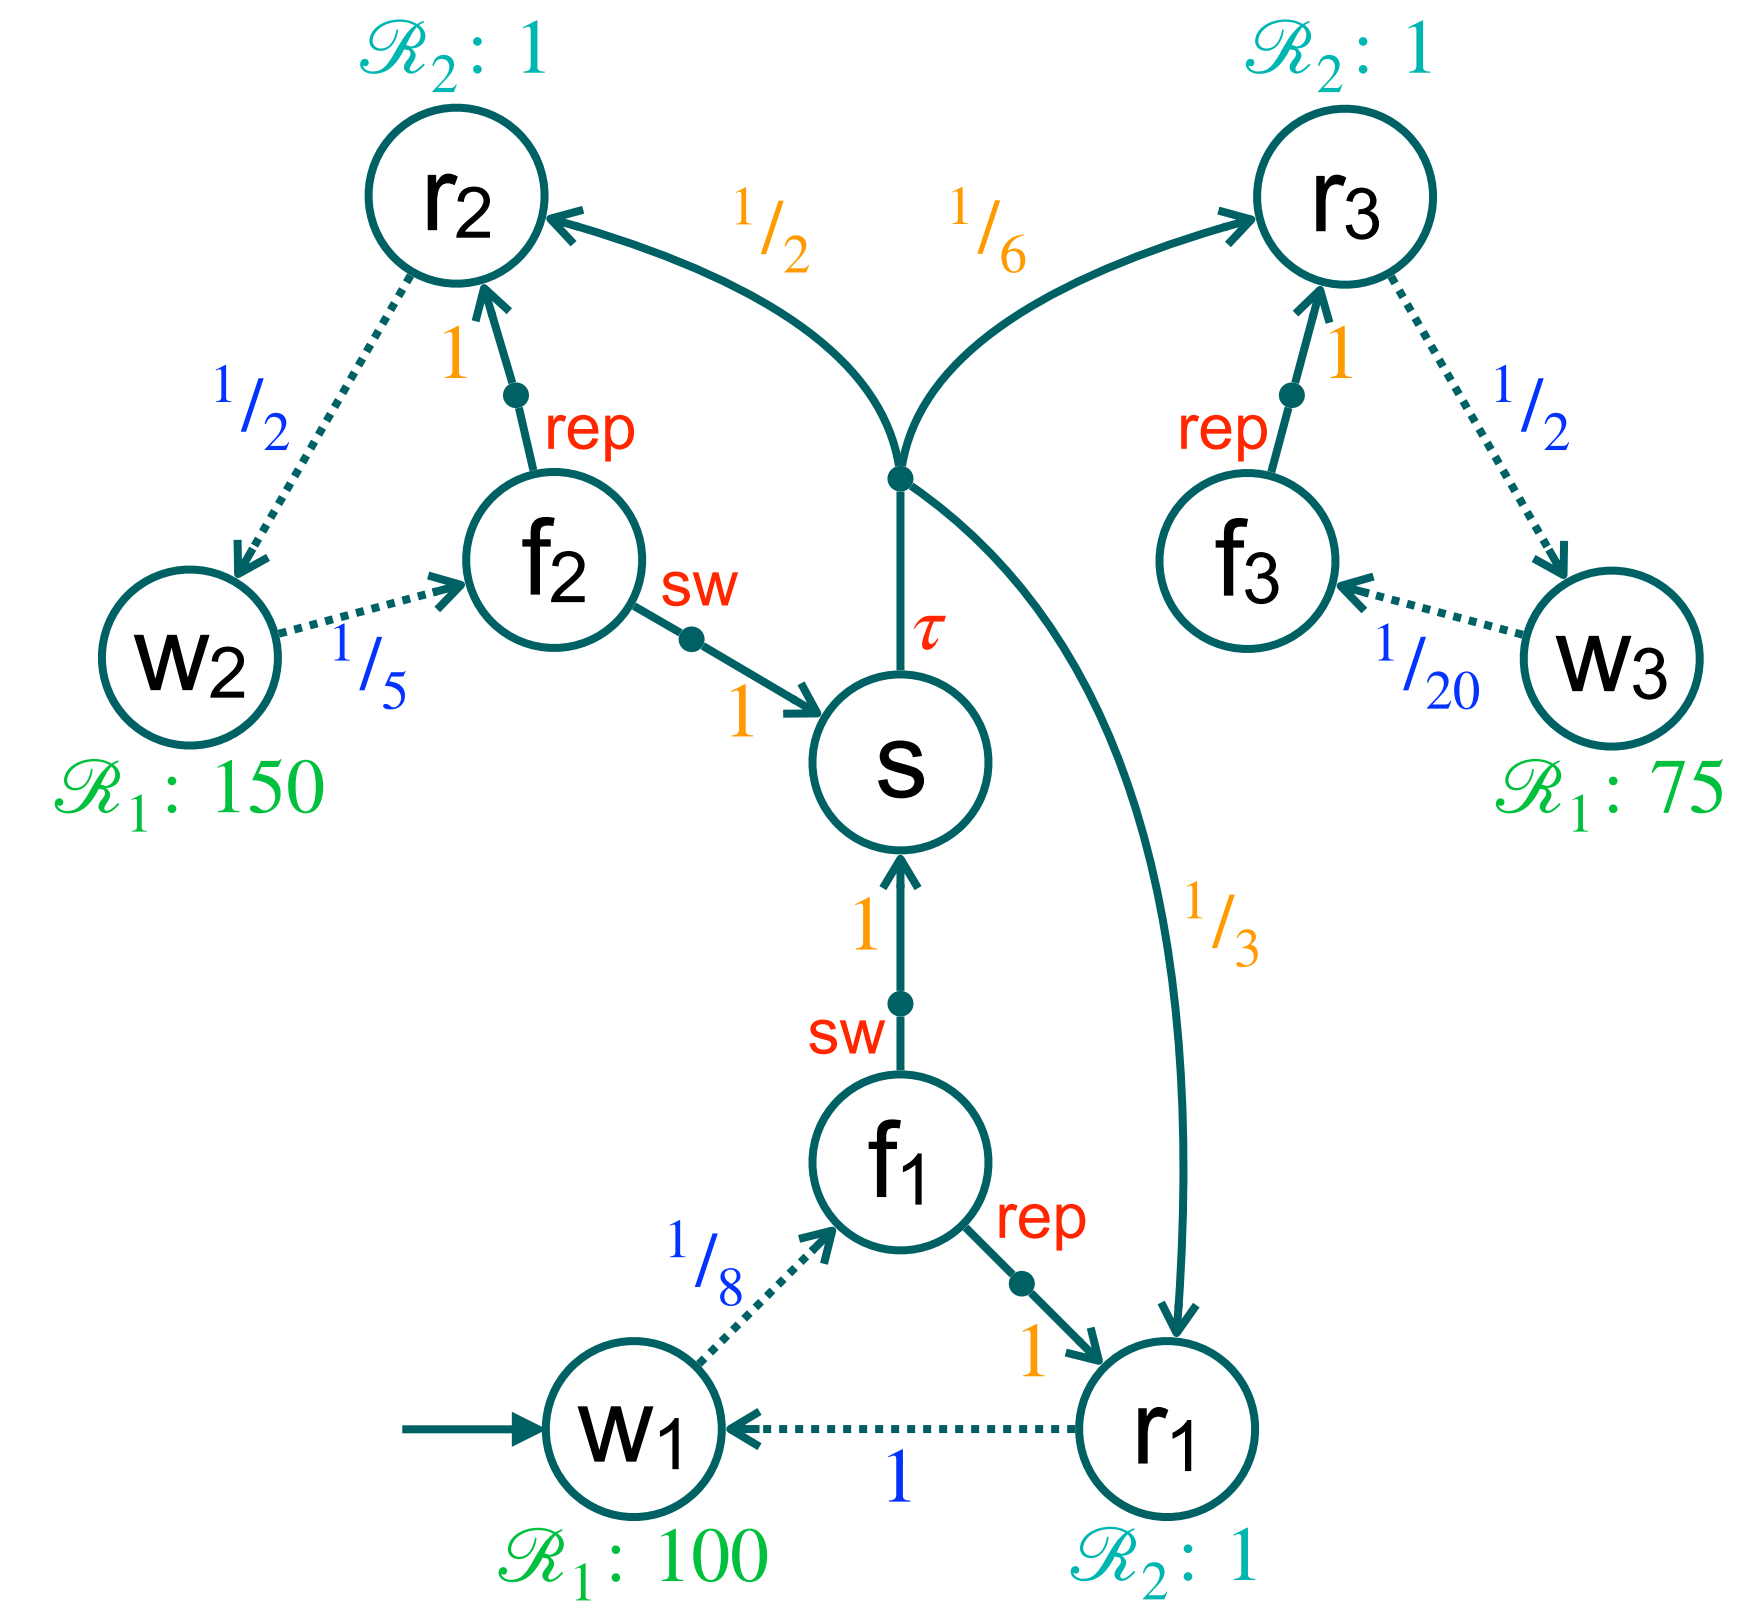 ℛ₂: 1
ℛ₂: 1
r₂
r₃
1/2
1/6
1
1
1/2
1/2
rep
rep
f₂
f₃
sw
τ
w₂
1/5
1/20
w₃
1
s
ℛ₁: 150
ℛ₁: 75
1
1/3
sw
f₁
rep
1/8
1
w₁
r₁
1
ℛ₁: 100
ℛ₂: 1